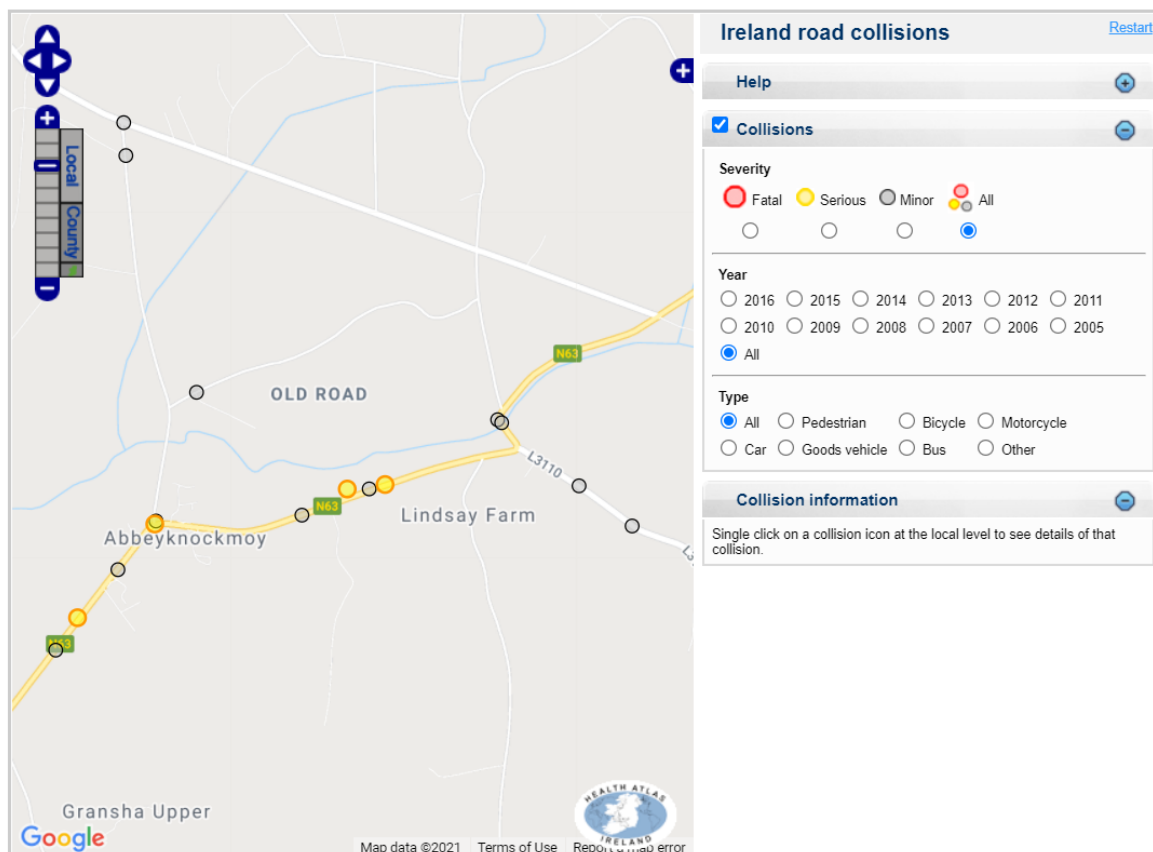 Local
County
N63
OLD ROAD
L3110
N63
Lindsay Farm
Abbeyknockmoy
N63
Gransha Upper
Google
HEALTH ATLAS
IRELAND
Map data ©2021 Terms of Use Report a map error
Ireland road collisions Restart
Help
Collisions
Severity
Fatal Serious Minor All
Year
2016 2015 2014 2013 2012 2011
2010 2009 2008 2007 2006 2005
All
Type
All Pedestrian Bicycle Motorcycle
Car Goods vehicle Bus Other
Collision information
Single click on a collision icon at the local level to see details of that
collision.